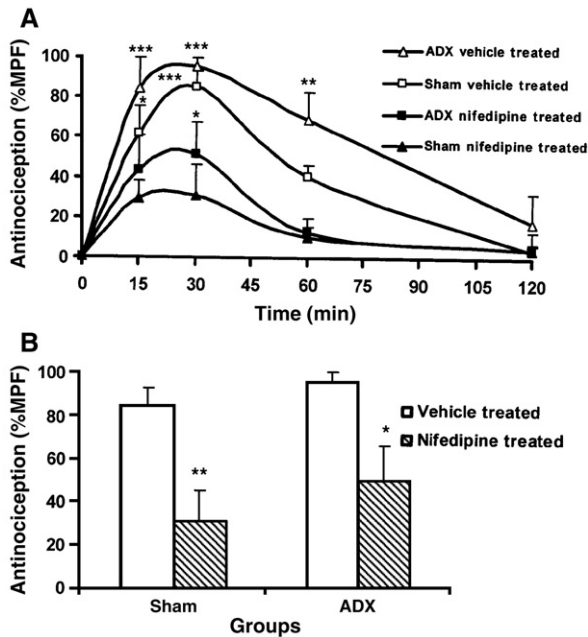 A
Antinociception (%MPF)
100
80
60
40
20
0
***
***
***
**
*
*
ADX vehicle treated
Sham vehicle treated
ADX nifedipine treated
Sham nifedipine treated
0 15 30 45 60 75 90 105 120
Time (min)
B
Antinociception (%MPF)
100
80
60
40
20
0
**
*
Vehicle treated
Nifedipine treated
Sham ADX
Groups